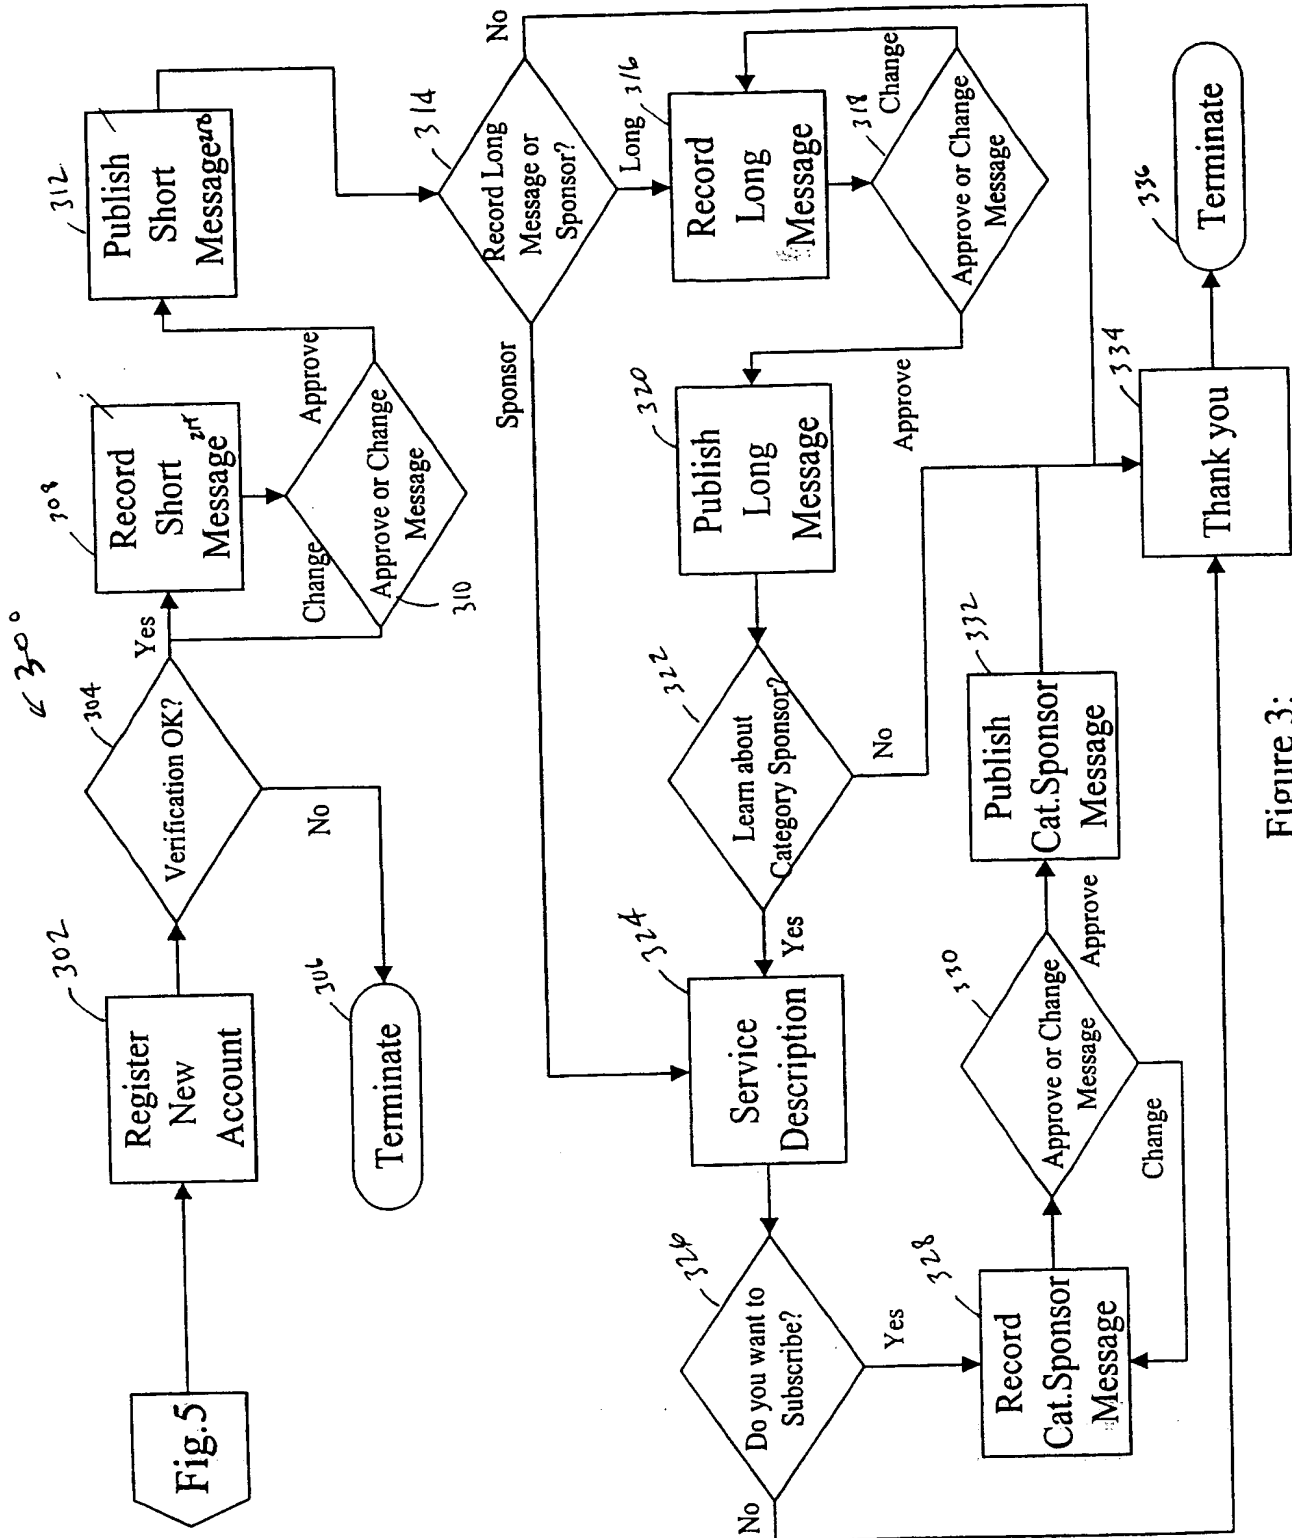 ← 300
Fig.5
302
Register
New
Account
304
Verification OK?
Yes
No
306
Terminate
308
Record
Short
Message
310
Approve or Change
Message
Change
Approve
312
Publish
Short
Message
314
Record Long
Message or
Sponsor?
No
Long
Sponsor
316
Record
Long
Message
318
Approve or Change
Message
Change
Approve
320
Publish
Long
Message
322
Learn about
Category Sponsor?
No
Yes
324
Service
Description
326
Do you want to
Subscribe?
No
Yes
328
Record
Cat.Sponsor
Message
330
Approve or Change
Message
Change
Approve
332
Publish
Cat.Sponsor
Message
334
Thank you
336
Terminate
Figure 3: